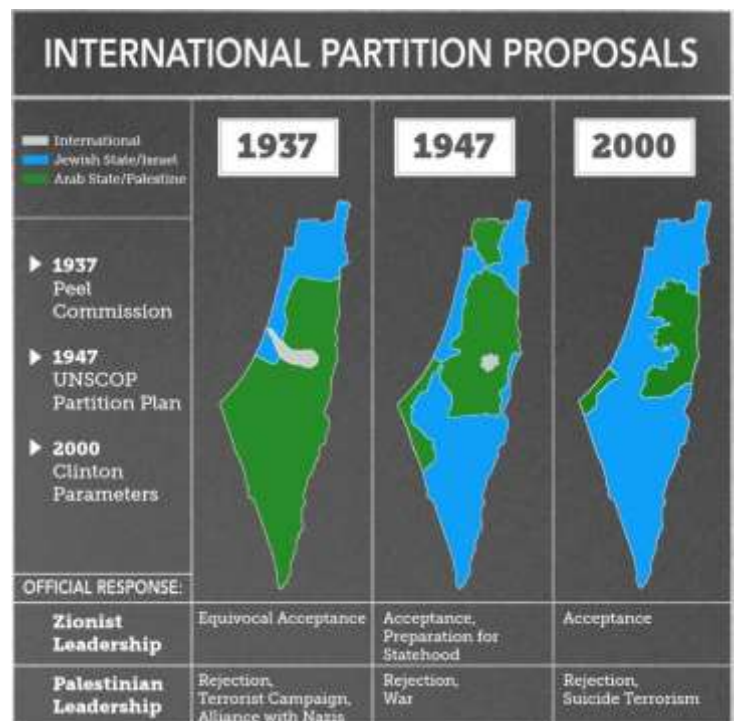 INTERNATIONAL PARTITION PROPOSALS
International
Jewish State/Israel
Arab State/Palestine
1937
1947
2000
1937
Peel
Commission
1947
UNSCOP
Partition Plan
2000
Clinton
Parameters
OFFICIAL RESPONSE:
Zionist
Leadership
Equivocal Acceptance
Acceptance,
Preparation for
Statehood
Acceptance
Palestinian
Leadership
Rejection,
Terrorist Campaign,
Alliance with Nazis
Rejection,
War
Rejection,
Suicide Terrorism